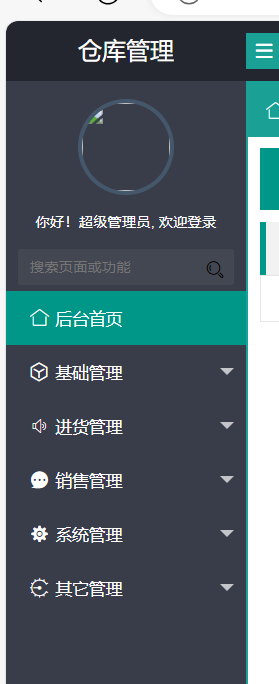 仓库管理
你好！超级管理员, 欢迎登录
搜索页面或功能
后台首页
基础管理
进货管理
销售管理
系统管理
其它管理